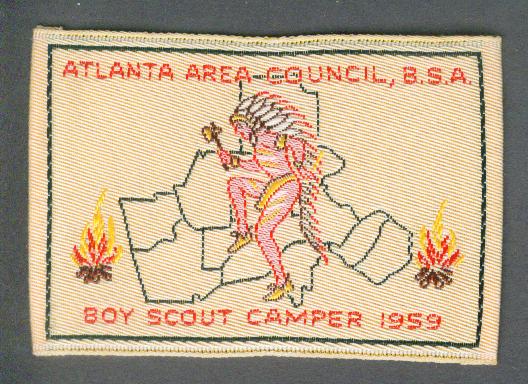 ATLANTA AREA COUNCIL, B.S.A.
BOY SCOUT CAMPER 1959